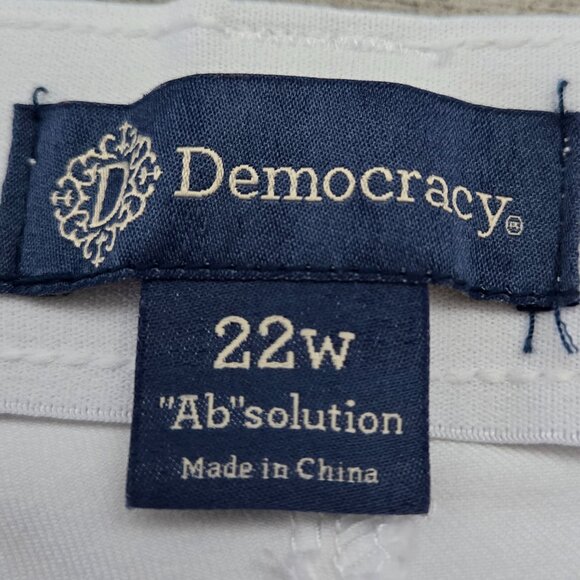 D Democracy®
22W
"Ab"solution
Made in China